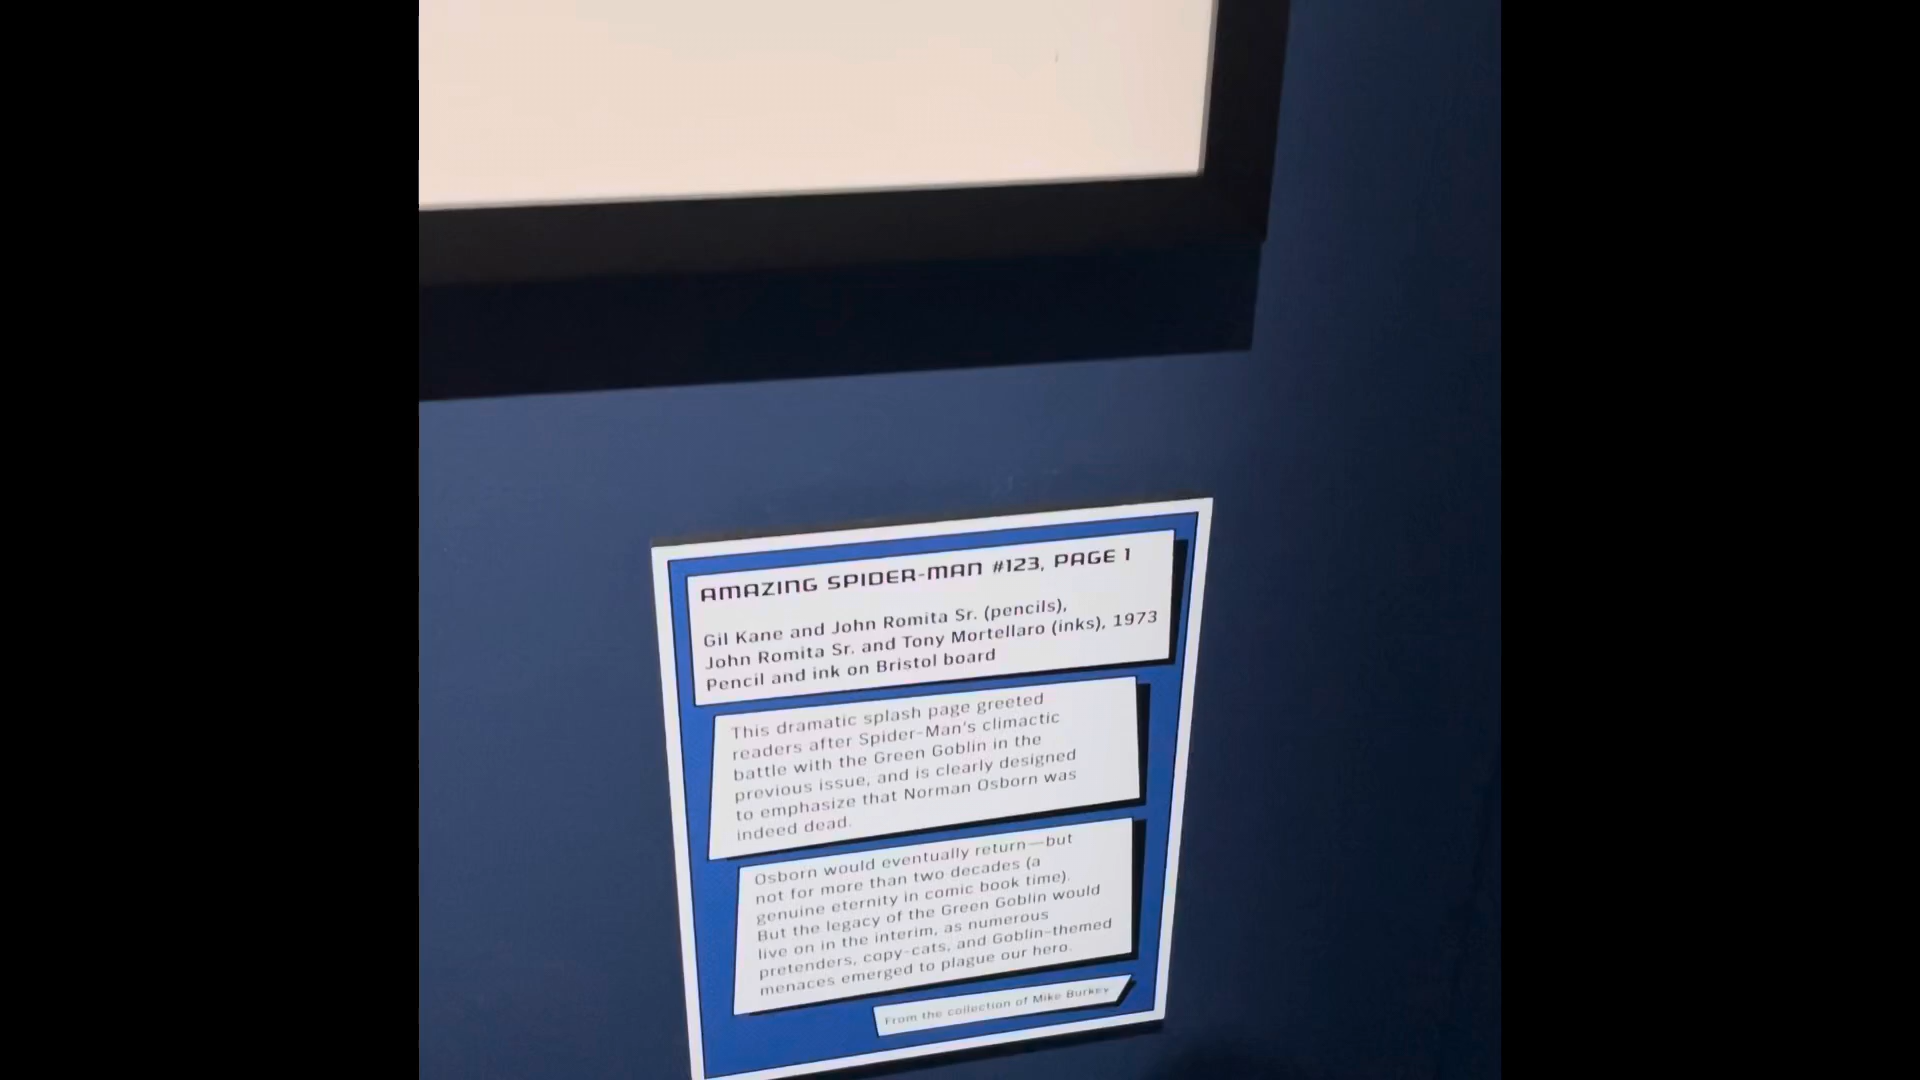 AMAZING SPIDER-MAN #123, PAGE 1
Gil Kane and John Romita Sr. (pencils),
John Romita Sr. and Tony Mortellaro (inks), 1973
Pencil and ink on Bristol board
This dramatic splash page greeted
readers after Spider-Man's climactic
battle with the Green Goblin in the
previous issue, and is clearly designed
to emphasize that Norman Osborn was
indeed dead.
Osborn would eventually return—but
not for more than two decades (a
genuine eternity in comic book time).
But the legacy of the Green Goblin would
live on in the interim, as numerous
pretenders, copy-cats, and Goblin-themed
menaces emerged to plague our hero.
From the collection of Mike Burkey